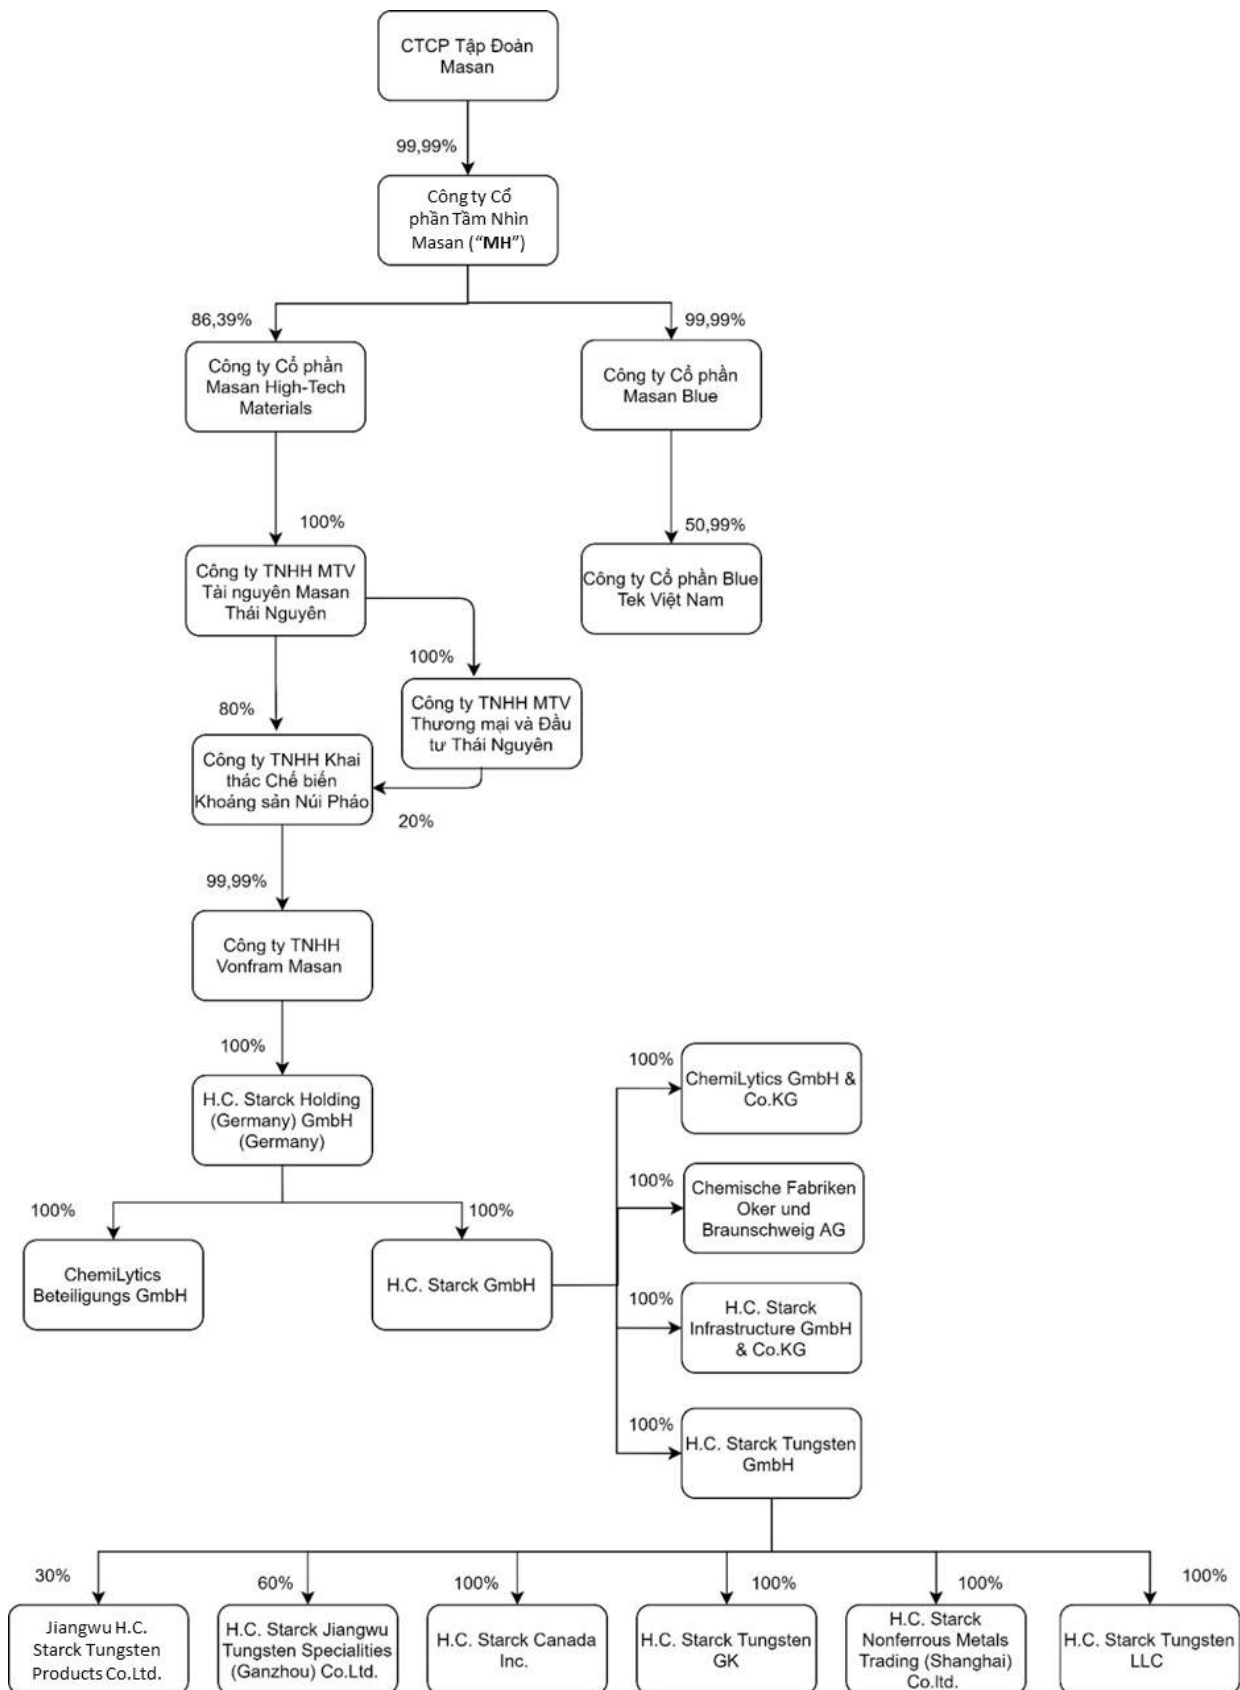 CTCP Tập Đoàn
Masan
99,99%
Công ty Cổ
phần Tầm Nhìn
Masan (“MH”)
86,39%
99,99%
Công ty Cổ phần
Masan High-Tech
Materials
Công ty Cổ phần
Masan Blue
100%
50,99%
Công ty TNHH MTV
Tài nguyên Masan
Thái Nguyên
Công ty Cổ phần Blue
Tek Việt Nam
100%
Công ty TNHH MTV
Thương mại và Đầu
tư Thái Nguyên
80%
Công ty TNHH Khai
thác Chế biến
Khoáng sản Núi Pháo
20%
99,99%
Công ty TNHH
Vonfram Masan
100%
H.C. Starck Holding
(Germany) GmbH
(Germany)
100%
ChemiLytics GmbH &
Co.KG
100%
Chemische Fabriken
Oker und
Braunschweig AG
100%
100%
ChemiLytics
Beteiligungs GmbH
H.C. Starck GmbH
100%
H.C. Starck
Infrastructure GmbH
& Co.KG
100%
H.C. Starck Tungsten
GmbH
30%
60%
100%
100%
100%
100%
Jiangwu H.C.
Starck Tungsten
Products Co.Ltd.
H.C. Starck Jiangwu
Tungsten Specialities
(Ganzhou) Co.Ltd.
H.C. Starck Canada
Inc.
H.C. Starck Tungsten
GK
H.C. Starck
Nonferrous Metals
Trading (Shanghai)
Co.ltd.
H.C. Starck Tungsten
LLC